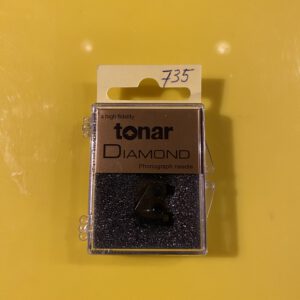 735
a high fidelity
tonar
DIAMOND
Phonograph needle